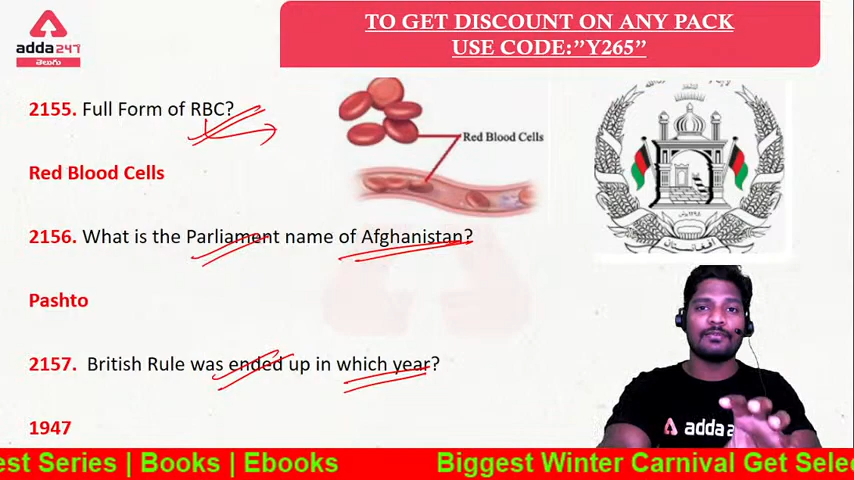 TO GET DISCOUNT ON ANY PACK
USE CODE:”Y265”
adda247
తెలుగు
2155. Full Form of RBC?
Red Blood Cells
Red Blood Cells
2156. What is the Parliament name of Afghanistan?
Pashto
افغانستان
2157. British Rule was ended up in which year?
adda2
1947
est Series | Books | Ebooks
Biggest Winter Carnival Get Sele